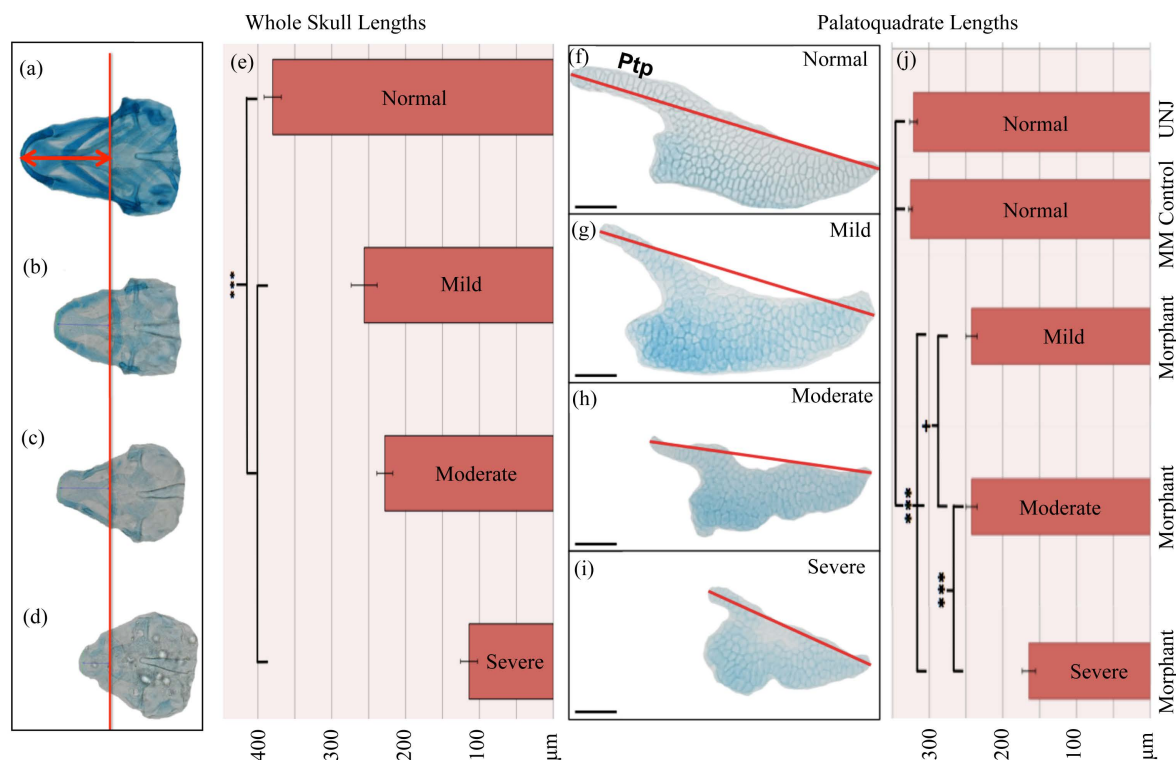 Whole Skull Lengths
Palatoquadrate Lengths
(a)
(b)
(c)
(d)
(e)
Normal
Mild
Moderate
Severe
***
400
300
200
100
µm
(f)
Ptp
Normal
(g)
Mild
(h)
Moderate
(i)
Severe
(j)
Normal
Normal
Mild
Moderate
Severe
+
***
***
300
200
100
µm
UNJ
MM Control
Morphant
Morphant
Morphant